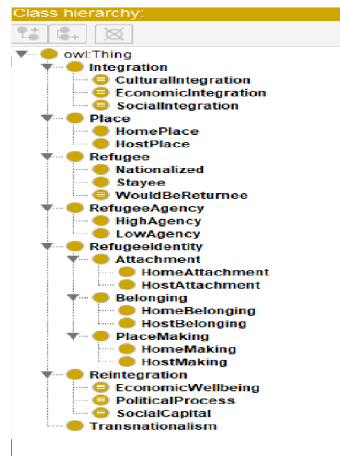 Class hierarchy:
owl:Thing
Integration
CulturalIntegration
EconomicIntegration
SocialIntegration
Place
HomePlace
HostPlace
Refugee
Nationalized
Stayee
WouldBeReturnee
RefugeeAgency
HighAgency
LowAgency
RefugeeIdentity
Attachment
HomeAttachment
HostAttachment
Belonging
HomeBelonging
HostBelonging
PlaceMaking
HomeMaking
HostMaking
Reintegration
EconomicWellbeing
PoliticalProcess
SocialCapital
Transnationalism